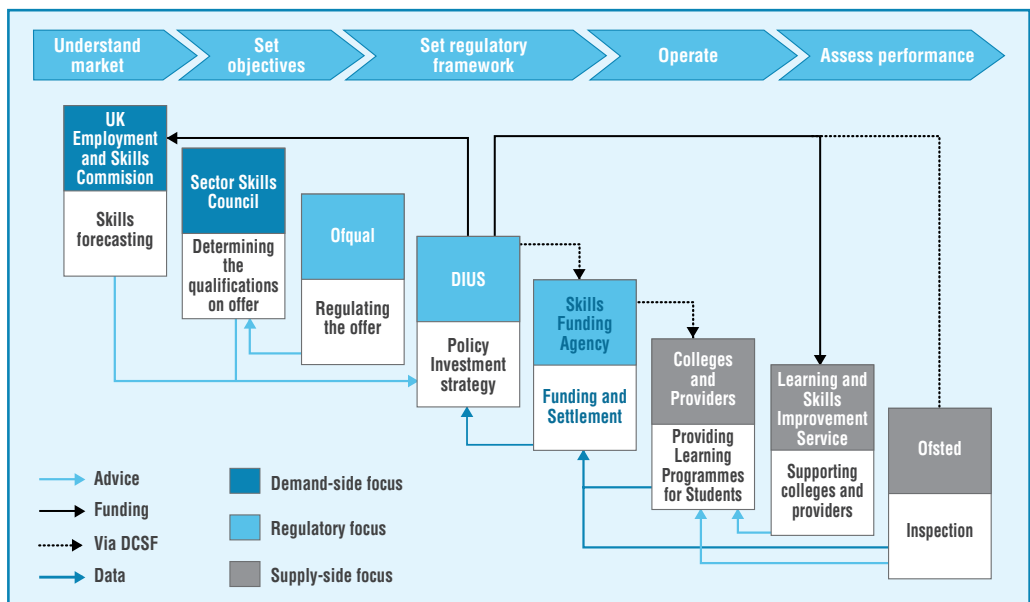 Understand
market
Set
objectives
Set regulatory
framework
Operate
Assess performance
UK
Employment
and Skills
Commision
Skills
forecasting
Sector Skills
Council
Determining
the
qualifications
on offer
Ofqual
Regulating
the offer
DIUS
Policy
Investment
strategy
Skills
Funding
Agency
Funding and
Settlement
Colleges
and
Providers
Providing
Learning
Programmes
for Students
Learning and
Skills
Improvement
Service
Supporting
colleges and
providers
Ofsted
Inspection
Advice
Funding
Via DCSF
Data
Demand-side focus
Regulatory focus
Supply-side focus